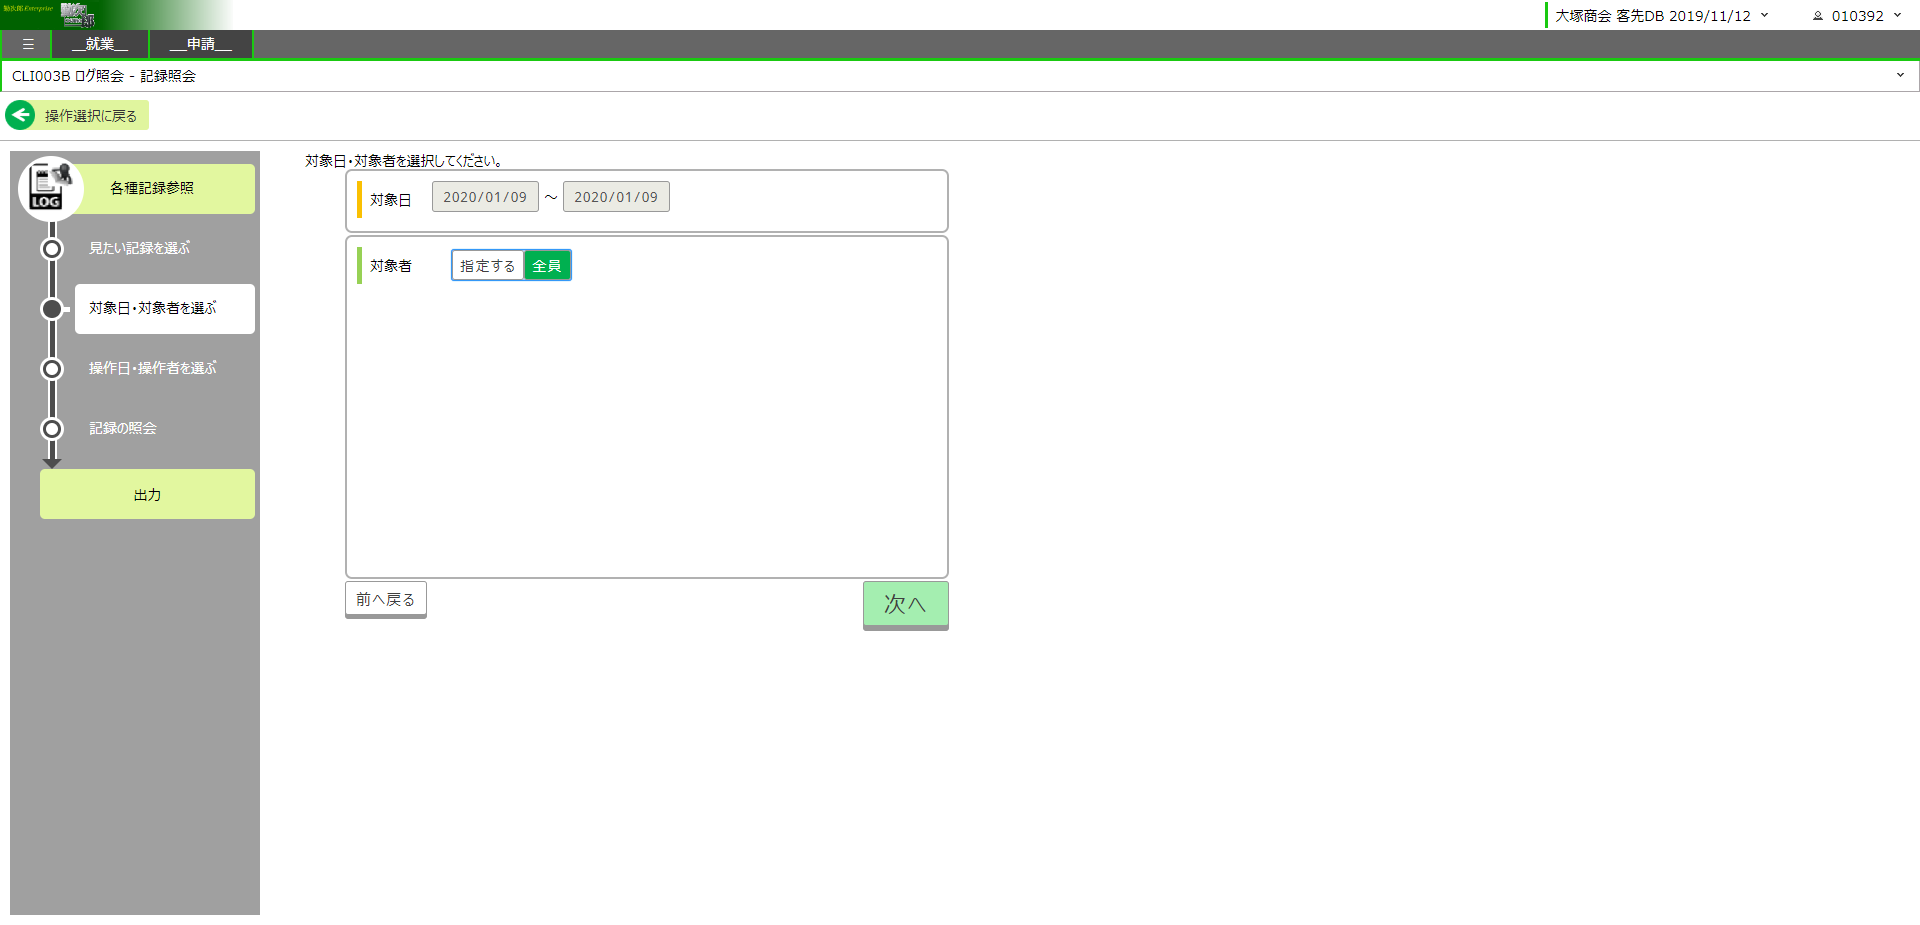 大塚商会 客先DB 2019/11/12
010392
☰ __就業__ __申請__
CLI003B ログ照会 - 記録照会
操作選択に戻る
LOG
各種記録参照
見たい記録を選ぶ
対象日・対象者を選ぶ
操作日・操作者を選ぶ
記録の照会
出力
対象日・対象者を選択してください。
対象日 2020/01/09 ～ 2020/01/09
対象者 指定する 全員
前へ戻る
次へ